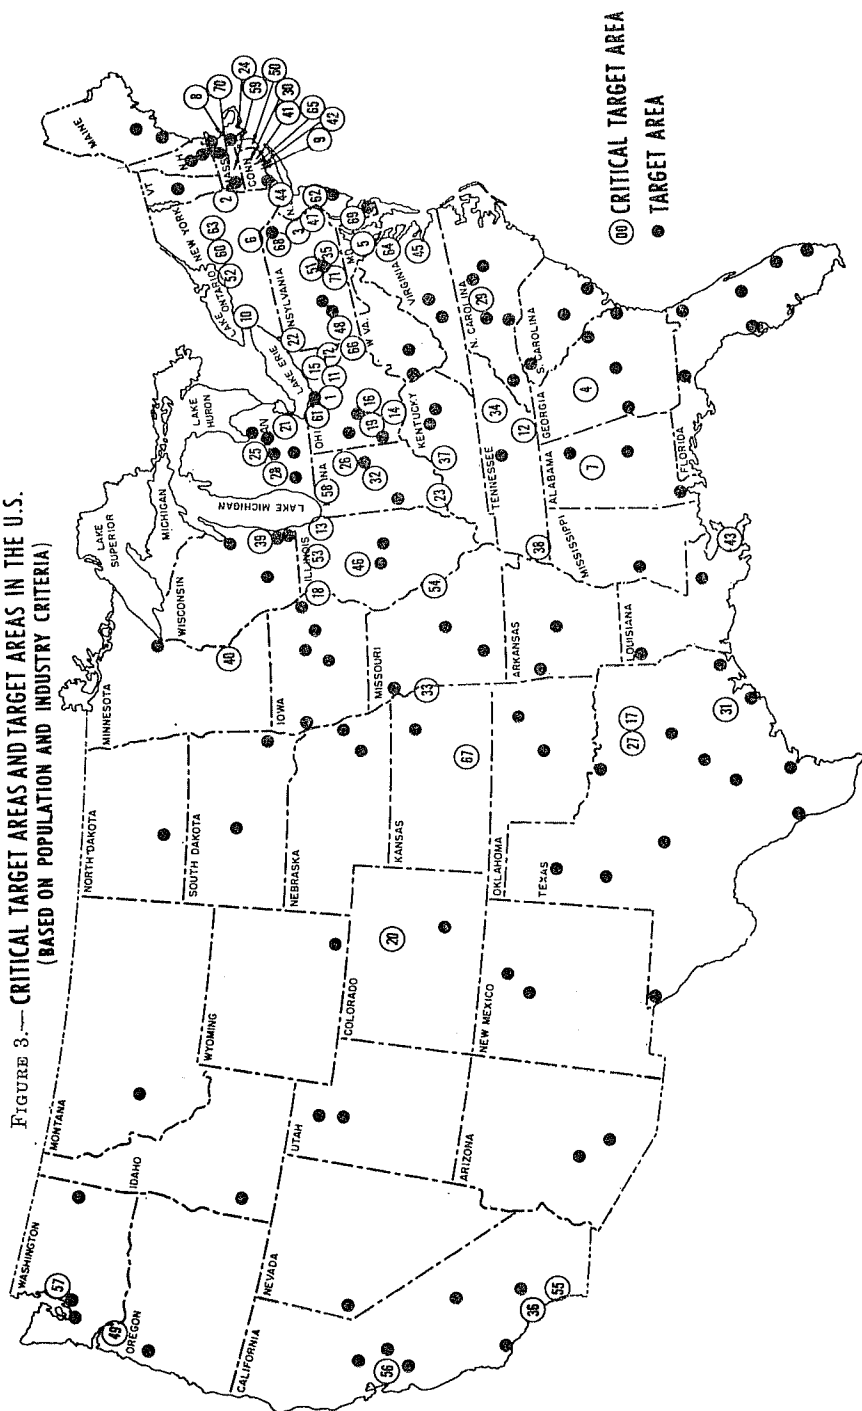 FIGURE 3.—CRITICAL TARGET AREAS AND TARGET AREAS IN THE U.S.
(BASED ON POPULATION AND INDUSTRY CRITERIA)
WASHINGTON
57
49
OREGON
CALIFORNIA
56
36
55
NEVADA
IDAHO
MONTANA
UTAH
ARIZONA
WYOMING
COLORADO
20
NEW MEXICO
NORTH DAKOTA
SOUTH DAKOTA
NEBRASKA
KANSAS
67
OKLAHOMA
TEXAS
27
17
31
MINNESOTA
40
IOWA
MISSOURI
33
54
ARKANSAS
LOUISIANA
43
LAKE SUPERIOR
WISCONSIN
39
MICHIGAN
LAKE MICHIGAN
LAKE HURON
25
28
21
ILLINOIS
18
53
13
46
58
26
32
23
37
KENTUCKY
TENNESSEE
34
38
12
MISSISSIPPI
ALABAMA
7
GEORGIA
4
FLORIDA
S. CAROLINA
N. CAROLINA
29
VIRGINIA
W. VA.
OHI
61
1
11
15
72
16
19
14
66
48
22
LAKE ERIE
10
LAKE ONTARIO
NEW YORK
52
60
63
6
NSYLVANIA
68
3
47
62
51
35
71
MD.
5
69
64
45
44
2
VT
N.H.
MAINE
MASS
CONN
8
70
24
59
50
30
41
65
42
9
00 CRITICAL TARGET AREA
TARGET AREA